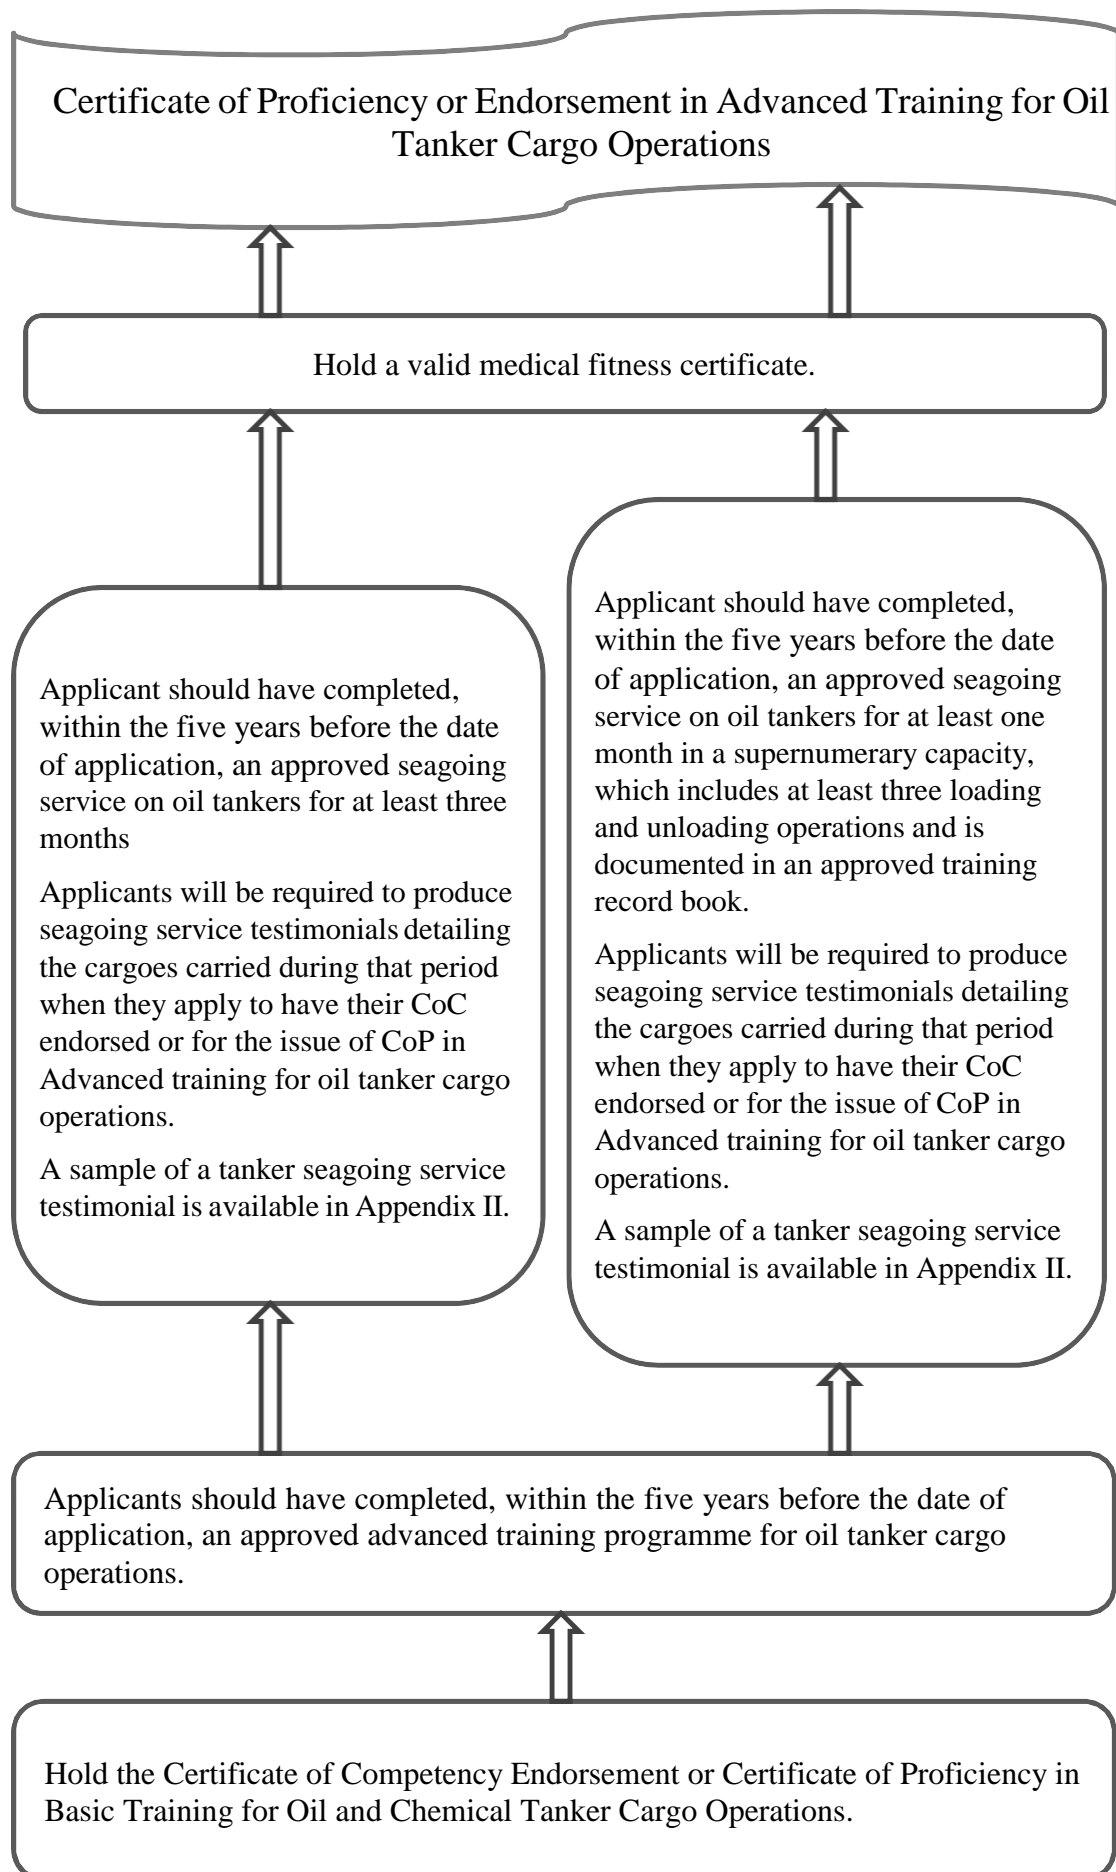 Certificate of Proficiency or Endorsement in Advanced Training for Oil
Tanker Cargo Operations
Hold a valid medical fitness certificate.
Applicant should have completed,
within the five years before the date
of application, an approved seagoing
service on oil tankers for at least three
months
Applicants will be required to produce
seagoing service testimonials detailing
the cargoes carried during that period
when they apply to have their CoC
endorsed or for the issue of CoP in
Advanced training for oil tanker cargo
operations.
A sample of a tanker seagoing service
testimonial is available in Appendix II.
Applicant should have completed,
within the five years before the date
of application, an approved seagoing
service on oil tankers for at least one
month in a supernumerary capacity,
which includes at least three loading
and unloading operations and is
documented in an approved training
record book.
Applicants will be required to produce
seagoing service testimonials detailing
the cargoes carried during that period
when they apply to have their CoC
endorsed or for the issue of CoP in
Advanced training for oil tanker cargo
operations.
A sample of a tanker seagoing service
testimonial is available in Appendix II.
Applicants should have completed, within the five years before the date of
application, an approved advanced training programme for oil tanker cargo
operations.
Hold the Certificate of Competency Endorsement or Certificate of Proficiency in
Basic Training for Oil and Chemical Tanker Cargo Operations.